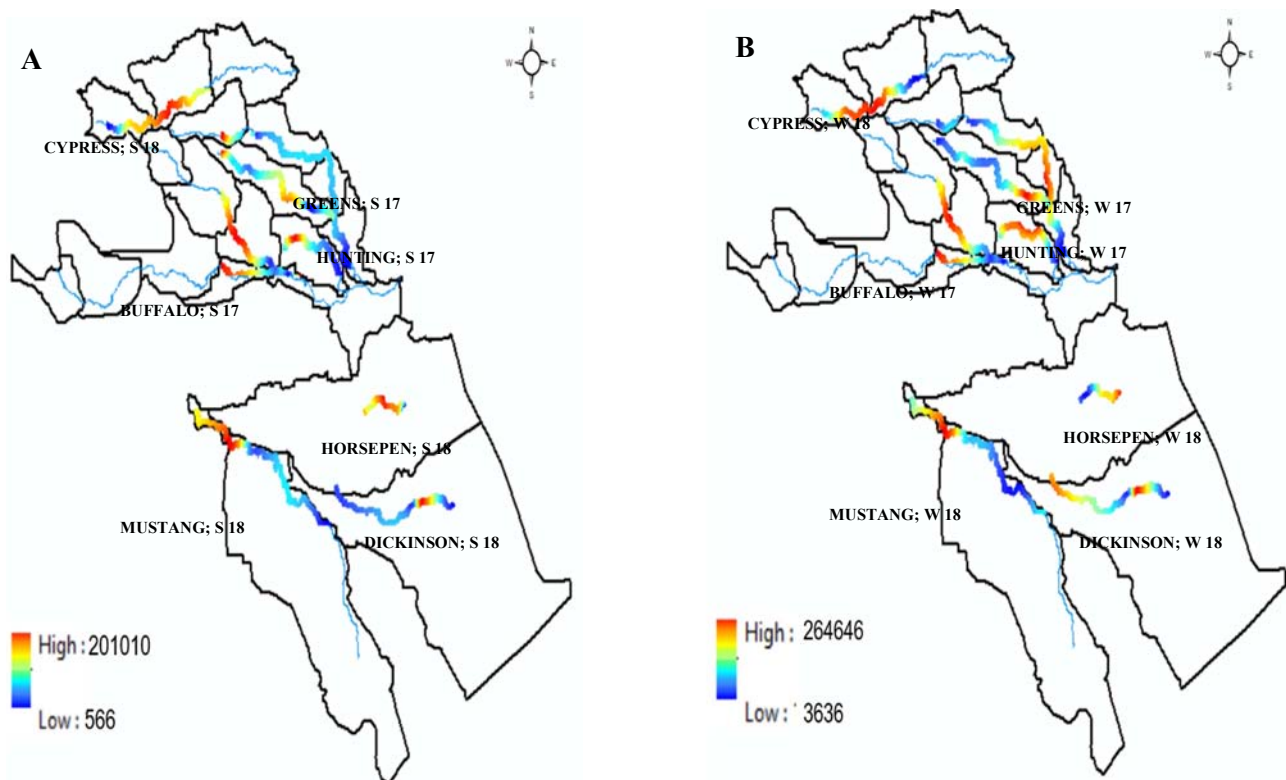 A
N
W E
S
CYPRESS; S 18
GREENS; S 17
HUNTING; S 17
BUFFALO; S 17
HORSEPEN; S 18
MUSTANG; S 18
DICKINSON; S 18
High : 201010
Low : 566
B
N
W E
S
CYPRESS; W 18
GREENS; W 17
HUNTING; W 17
BUFFALO; W 17
HORSEPEN; W 18
MUSTANG; W 18
DICKINSON; W 18
High : 264646
Low : 3636